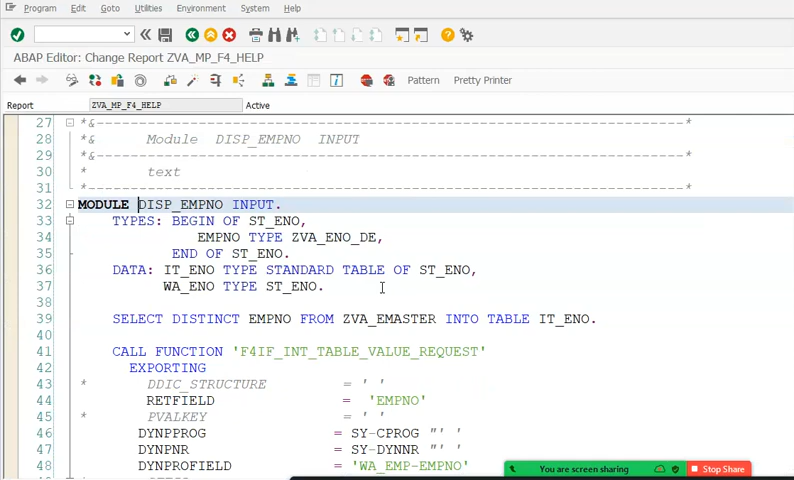 Program Edit Goto Utilities Environment System Help
ABAP Editor: Change Report ZVA_MP_F4_HELP
Pattern Pretty Printer
Report ZVA_MP_F4_HELP Active
27 *&---------------------------------------------------------------------*
28 *& Module DISP_EMPNO INPUT
29 *&---------------------------------------------------------------------*
30 * text
31 *----------------------------------------------------------------------*
32 MODULE DISP_EMPNO INPUT.
33 TYPES: BEGIN OF ST_ENO,
34 EMPNO TYPE ZVA_ENO_DE,
35 END OF ST_ENO.
36 DATA: IT_ENO TYPE STANDARD TABLE OF ST_ENO,
37 WA_ENO TYPE ST_ENO.
38
39 SELECT DISTINCT EMPNO FROM ZVA_EMASTER INTO TABLE IT_ENO.
40
41 CALL FUNCTION 'F4IF_INT_TABLE_VALUE_REQUEST'
42 EXPORTING
43 * DDIC_STRUCTURE = ' '
44 RETFIELD = 'EMPNO'
45 * PVALKEY = ' '
46 DYNPPROG = SY-CPROG "' '
47 DYNPNR = SY-DYNNR "' '
48 DYNPROFIELD = 'WA_EMP-EMPNO'
You are screen sharing Stop Share